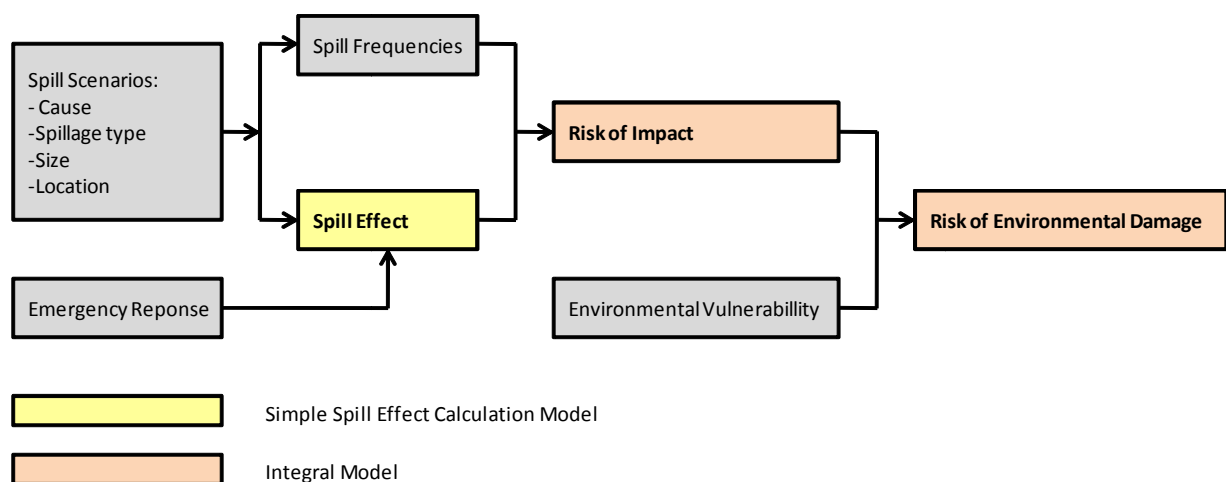 Spill Frequencies
Spill Scenarios:
- Cause
-Spillage type
-Size
-Location
Risk of Impact
Spill Effect
Risk of Environmental Damage
Emergency Reponse
Environmental Vulnerabillity
Simple Spill Effect Calculation Model
Integral Model